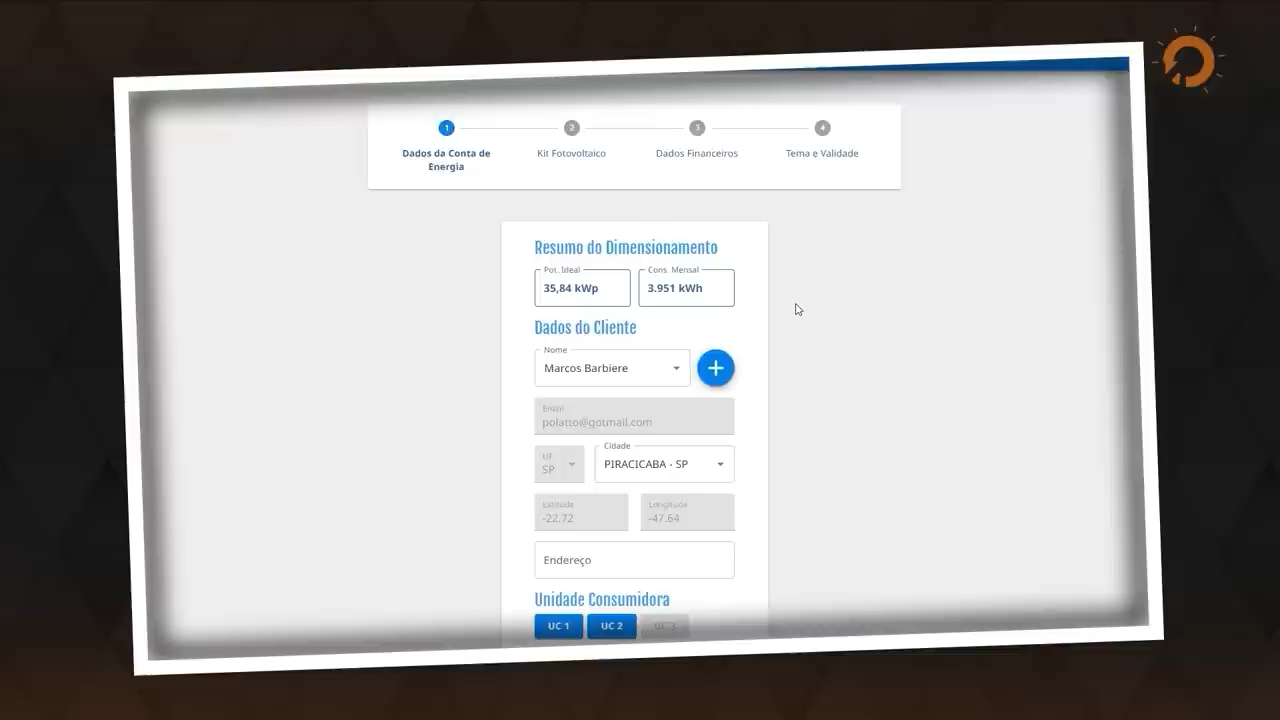 1
2
3
4
Dados da Conta de
Energia
Kit Fotovoltaico
Dados Financeiros
Tema e Validade
Resumo do Dimensionamento
Pot. Ideal
Cons. Mensal
35,84 kWp
3.951 kWh
Dados do Cliente
Nome
Marcos Barbiere
+
Email
polatto@gotmail.com
UF
SP
Cidade
PIRACICABA - SP
Latitude
-22.72
Longitude
-47.64
Endereço
Unidade Consumidora
UC 1
UC 2
UC 3